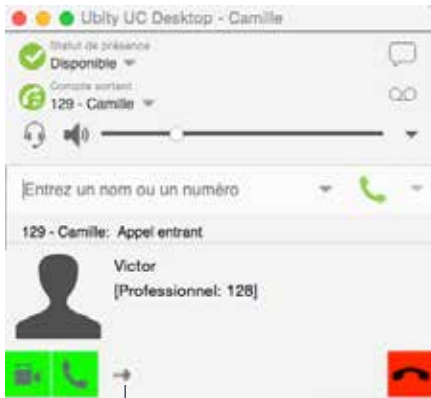 Ubity UC Desktop - Camille
Statut de présence
Disponible
Compte sortant
129 - Camille
Entrez un nom ou un numéro
129 - Camille: Appel entrant
Victor
[Professionnel: 128]